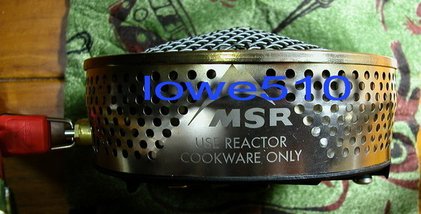 lowe510
MSR
USE REACTOR
COOKWARE ONLY